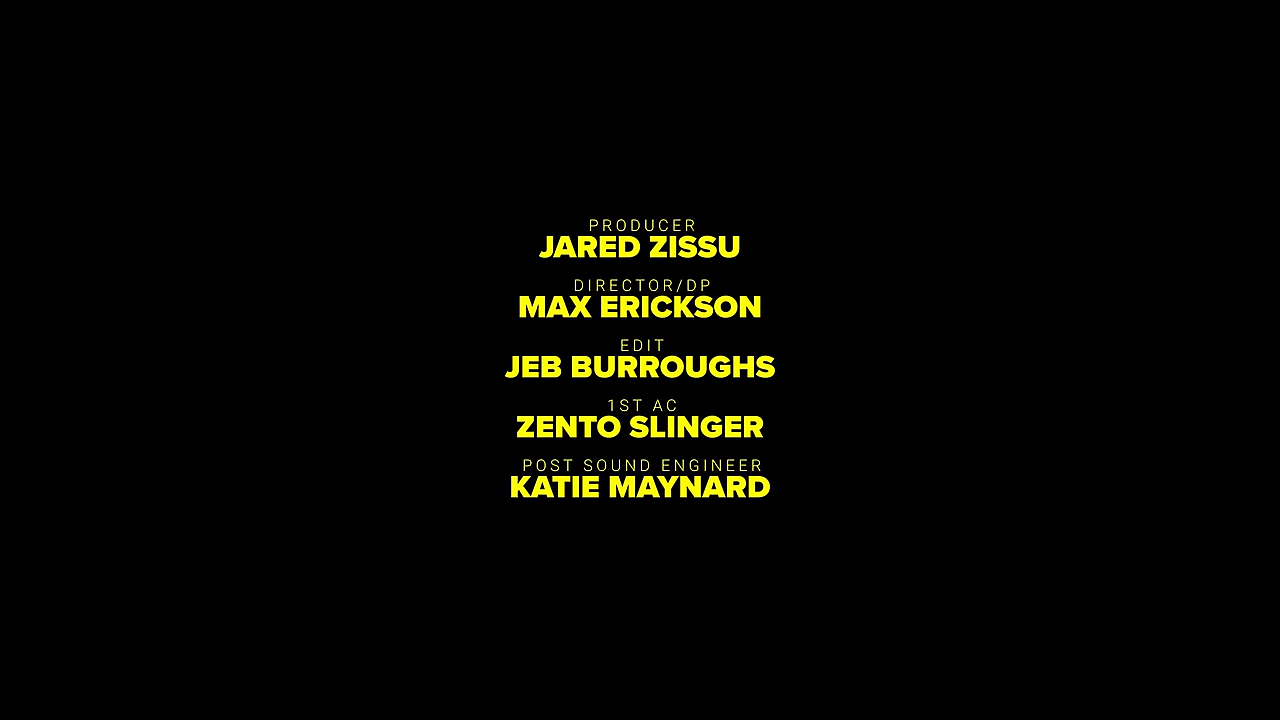 PRODUCER
JARED ZISSU
DIRECTOR/DP
MAX ERICKSON
EDIT
JEB BURROUGHS
1ST AC
ZENTO SLINGER
POST SOUND ENGINEER
KATIE MAYNARD